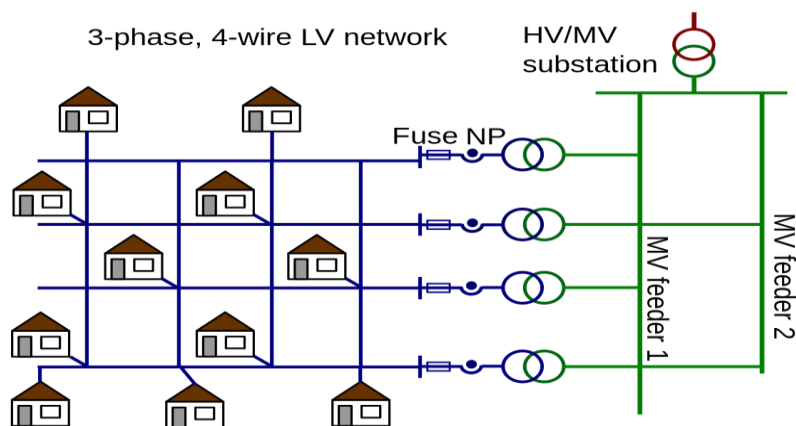 3-phase, 4-wire LV network
HV/MV
substation
Fuse NP
MV feeder 1
MV feeder 2